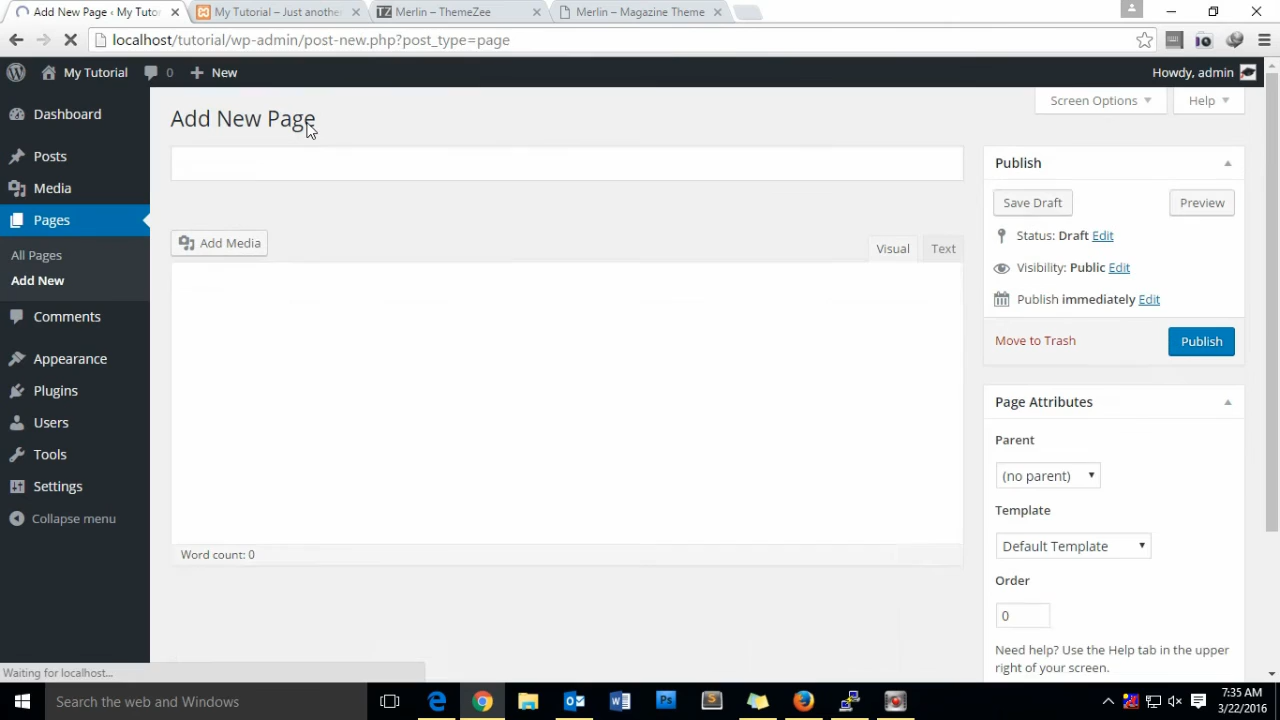 Add New Page ‹ My Tutor
My Tutorial – Just anothe
TZ Merlin – ThemeZee
Merlin – Magazine Theme
localhost/tutorial/wp-admin/post-new.php?post_type=page
My Tutorial 0 New
Howdy, admin
Screen Options
Help
Dashboard
Posts
Media
Pages
All Pages
Add New
Comments
Appearance
Plugins
Users
Tools
Settings
Collapse menu
Add New Page
Add Media
Visual
Text
Word count: 0
Publish
Save Draft
Preview
Status: Draft Edit
Visibility: Public Edit
Publish immediately Edit
Move to Trash
Publish
Page Attributes
Parent
(no parent)
Template
Default Template
Order
0
Need help? Use the Help tab in the upper
right of your screen.
Waiting for localhost...
Search the web and Windows
7:35 AM
3/22/2016